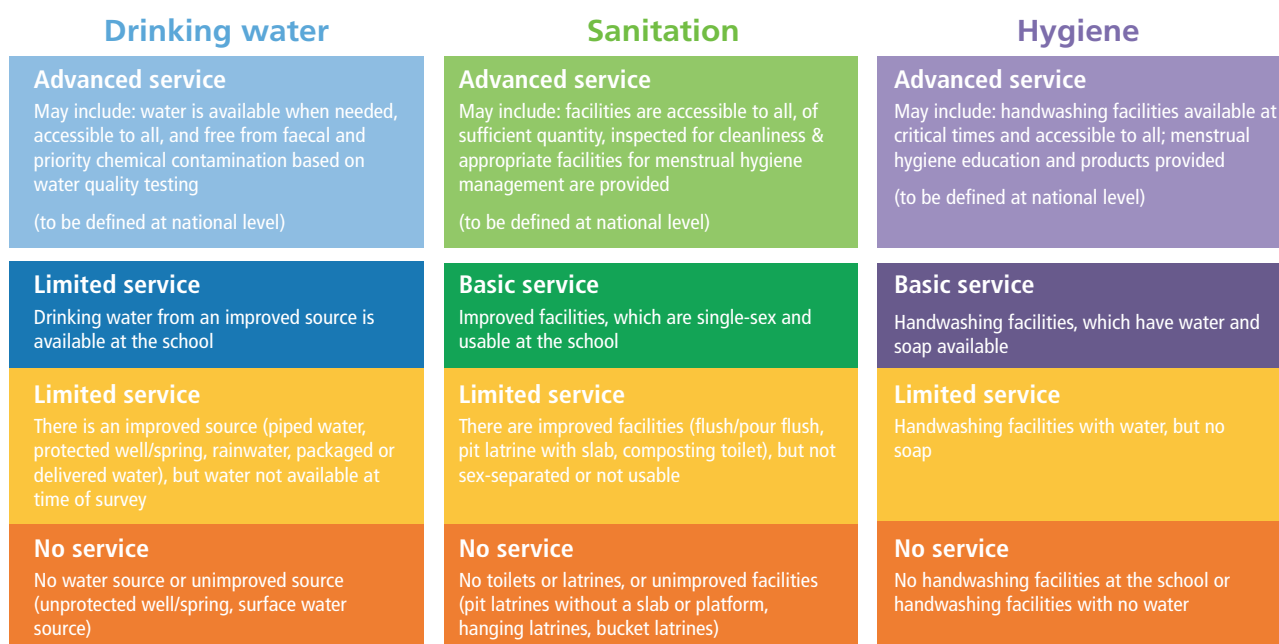 Drinking water
Advanced service
May include: water is available when needed,
accessible to all, and free from faecal and
priority chemical contamination based on
water quality testing
(to be defined at national level)
Limited service
Drinking water from an improved source is
available at the school
Limited service
There is an improved source (piped water,
protected well/spring, rainwater, packaged or
delivered water), but water not available at
time of survey
No service
No water source or unimproved source
(unprotected well/spring, surface water
source)
Sanitation
Advanced service
May include: facilities are accessible to all, of
sufficient quantity, inspected for cleanliness &
appropriate facilities for menstrual hygiene
management are provided
(to be defined at national level)
Basic service
Improved facilities, which are single-sex and
usable at the school
Limited service
There are improved facilities (flush/pour flush,
pit latrine with slab, composting toilet), but not
sex-separated or not usable
No service
No toilets or latrines, or unimproved facilities
(pit latrines without a slab or platform,
hanging latrines, bucket latrines)
Hygiene
Advanced service
May include: handwashing facilities available at
critical times and accessible to all; menstrual
hygiene education and products provided
(to be defined at national level)
Basic service
Handwashing facilities, which have water and
soap available
Limited service
Handwashing facilities with water, but no
soap
No service
No handwashing facilities at the school or
handwashing facilities with no water